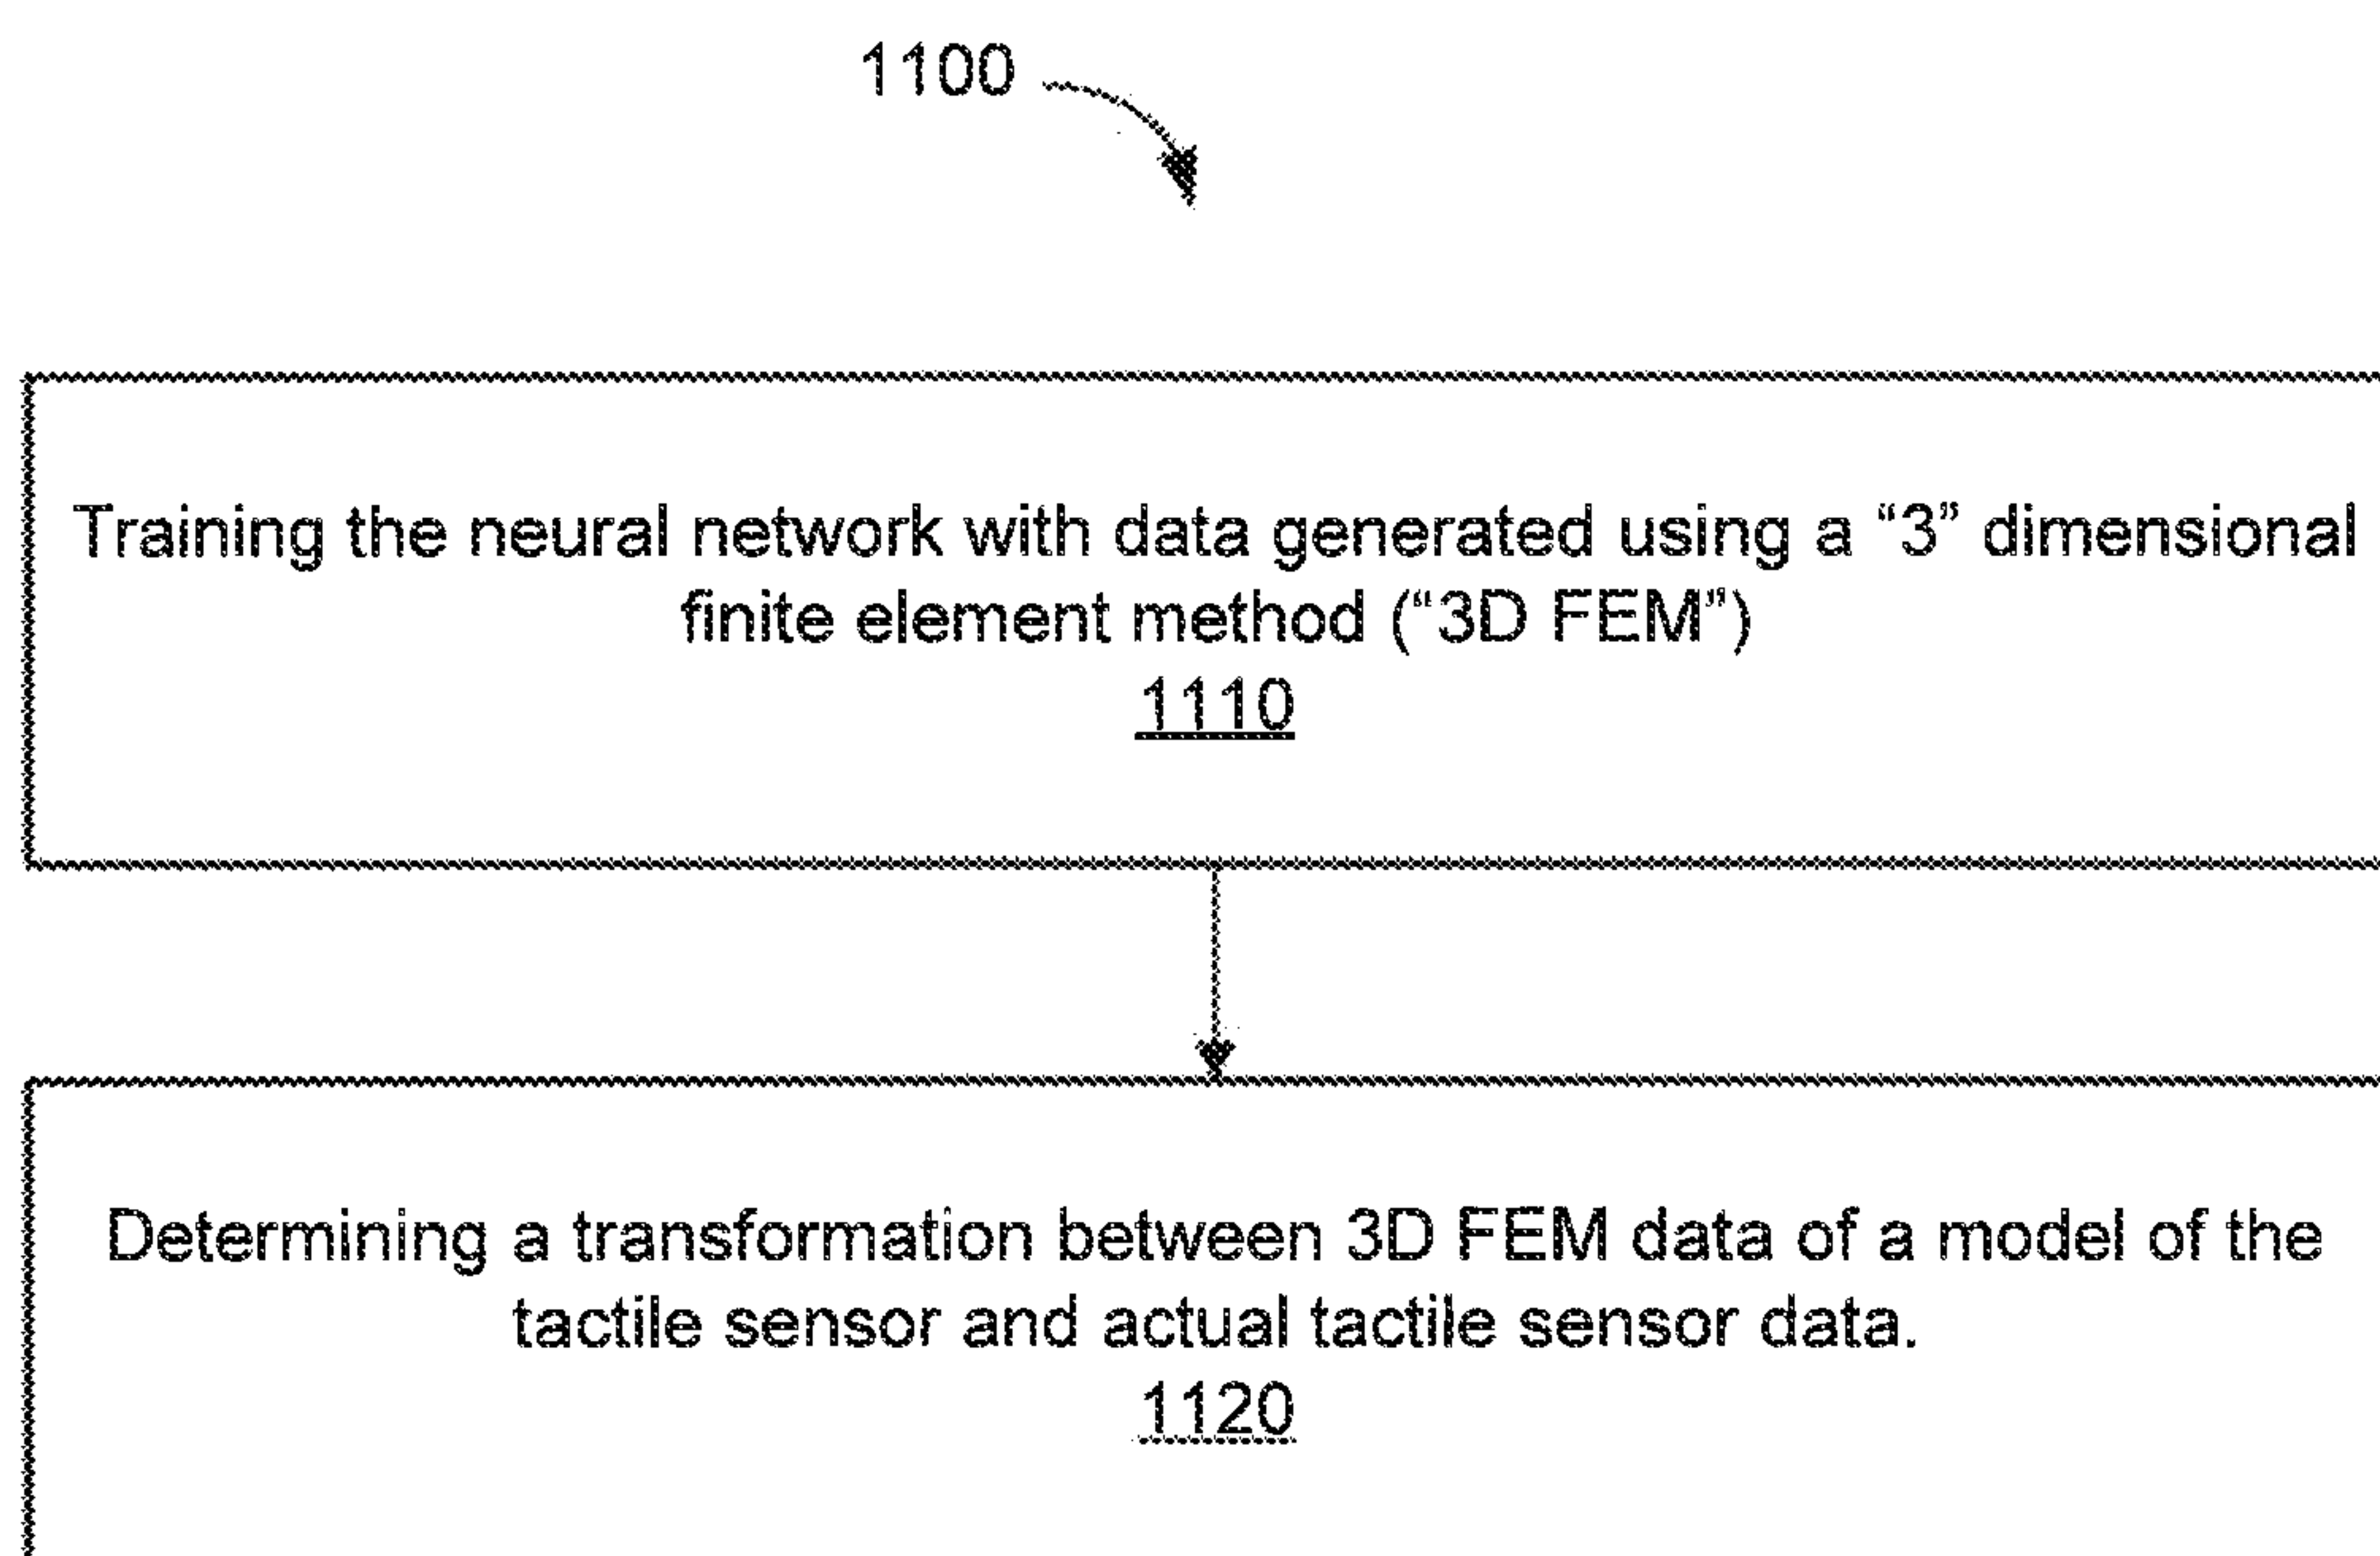 1100
Training the neural network with data generated using a “3” dimensional
finite element method (“3D FEM”)
1110
Determining a transformation between 3D FEM data of a model of the
tactile sensor and actual tactile sensor data.
1120